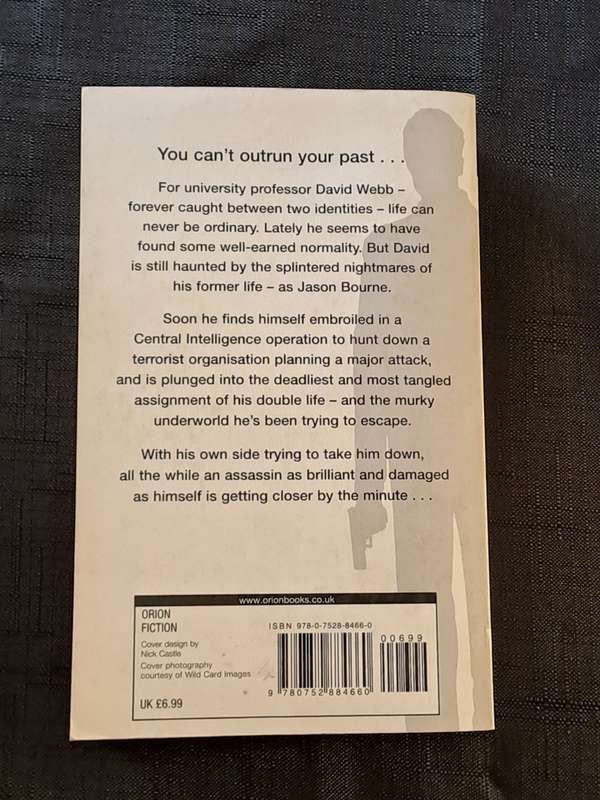 You can't outrun your past . . .
For university professor David Webb –
forever caught between two identities – life can
never be ordinary. Lately he seems to have
found some well-earned normality. But David
is still haunted by the splintered nightmares of
his former life – as Jason Bourne.
Soon he finds himself embroiled in a
Central Intelligence operation to hunt down a
terrorist organisation planning a major attack,
and is plunged into the deadliest and most tangled
assignment of his double life – and the murky
underworld he's been trying to escape.
With his own side trying to take him down,
all the while an assassin as brilliant and damaged
as himself is getting closer by the minute . . .
www.orionbooks.co.uk
ORION
FICTION
Cover design by
Nick Castle
Cover photography
courtesy of Wild Card Images
UK £6.99
ISBN 978-0-7528-8466-0
00699
9 780752 884660